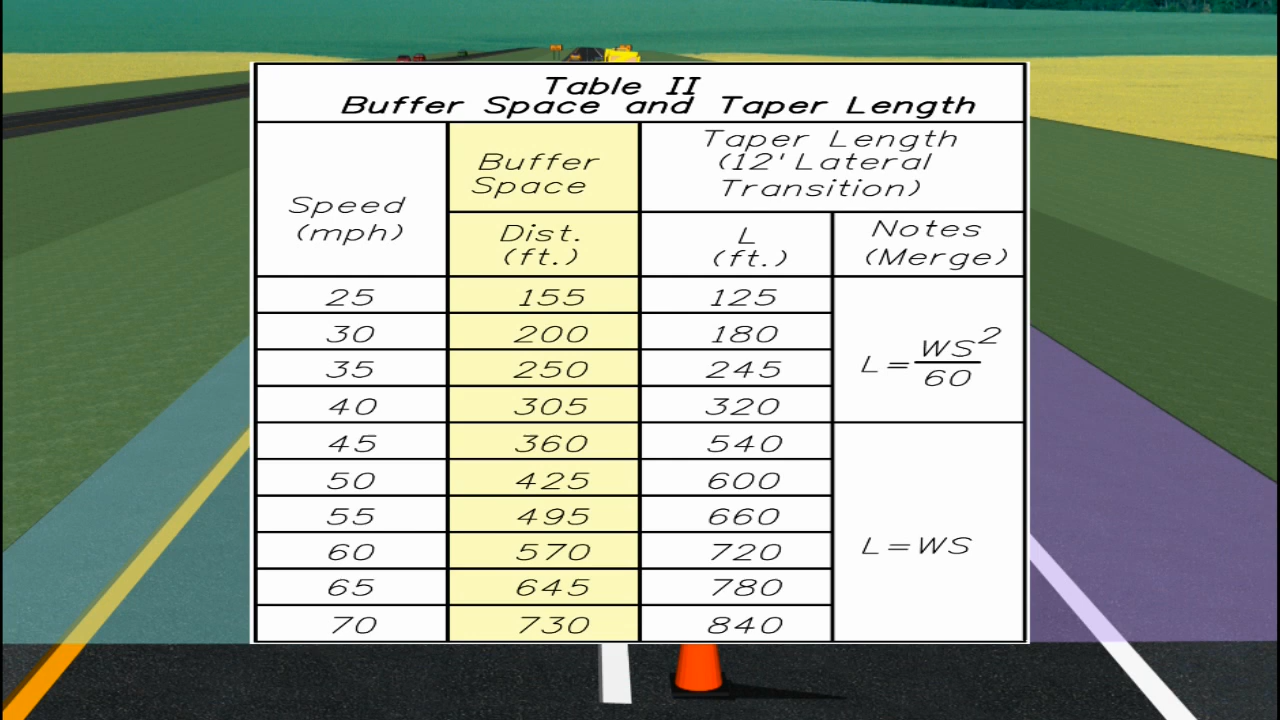 Table II
Buffer Space and Taper Length
Speed
(mph)
Buffer
Space
Taper Length
(12' Lateral
Transition)
Dist.
(ft.)
L
(ft.)
Notes
(Merge)
25 155 125
30 200 180
35 250 245
40 305 320
L=WS²/60
45 360 540
50 425 600
55 495 660
60 570 720
65 645 780
70 730 840
L=WS